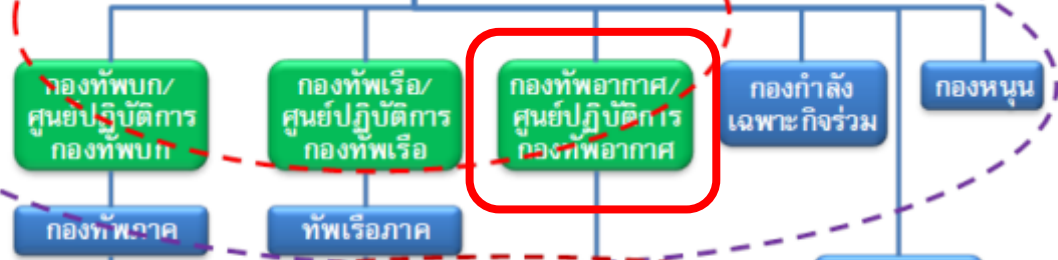 กองทัพบก/
ศูนย์ปฏิบัติการ
กองทัพบก
กองทัพเรือ/
ศูนย์ปฏิบัติการ
กองทัพเรือ
กองทัพอากาศ/
ศูนย์ปฏิบัติการ
กองทัพอากาศ
กองกำลัง
เฉพาะกิจร่วม
กองหนุน
กองทัพภาค
ทัพเรือภาค